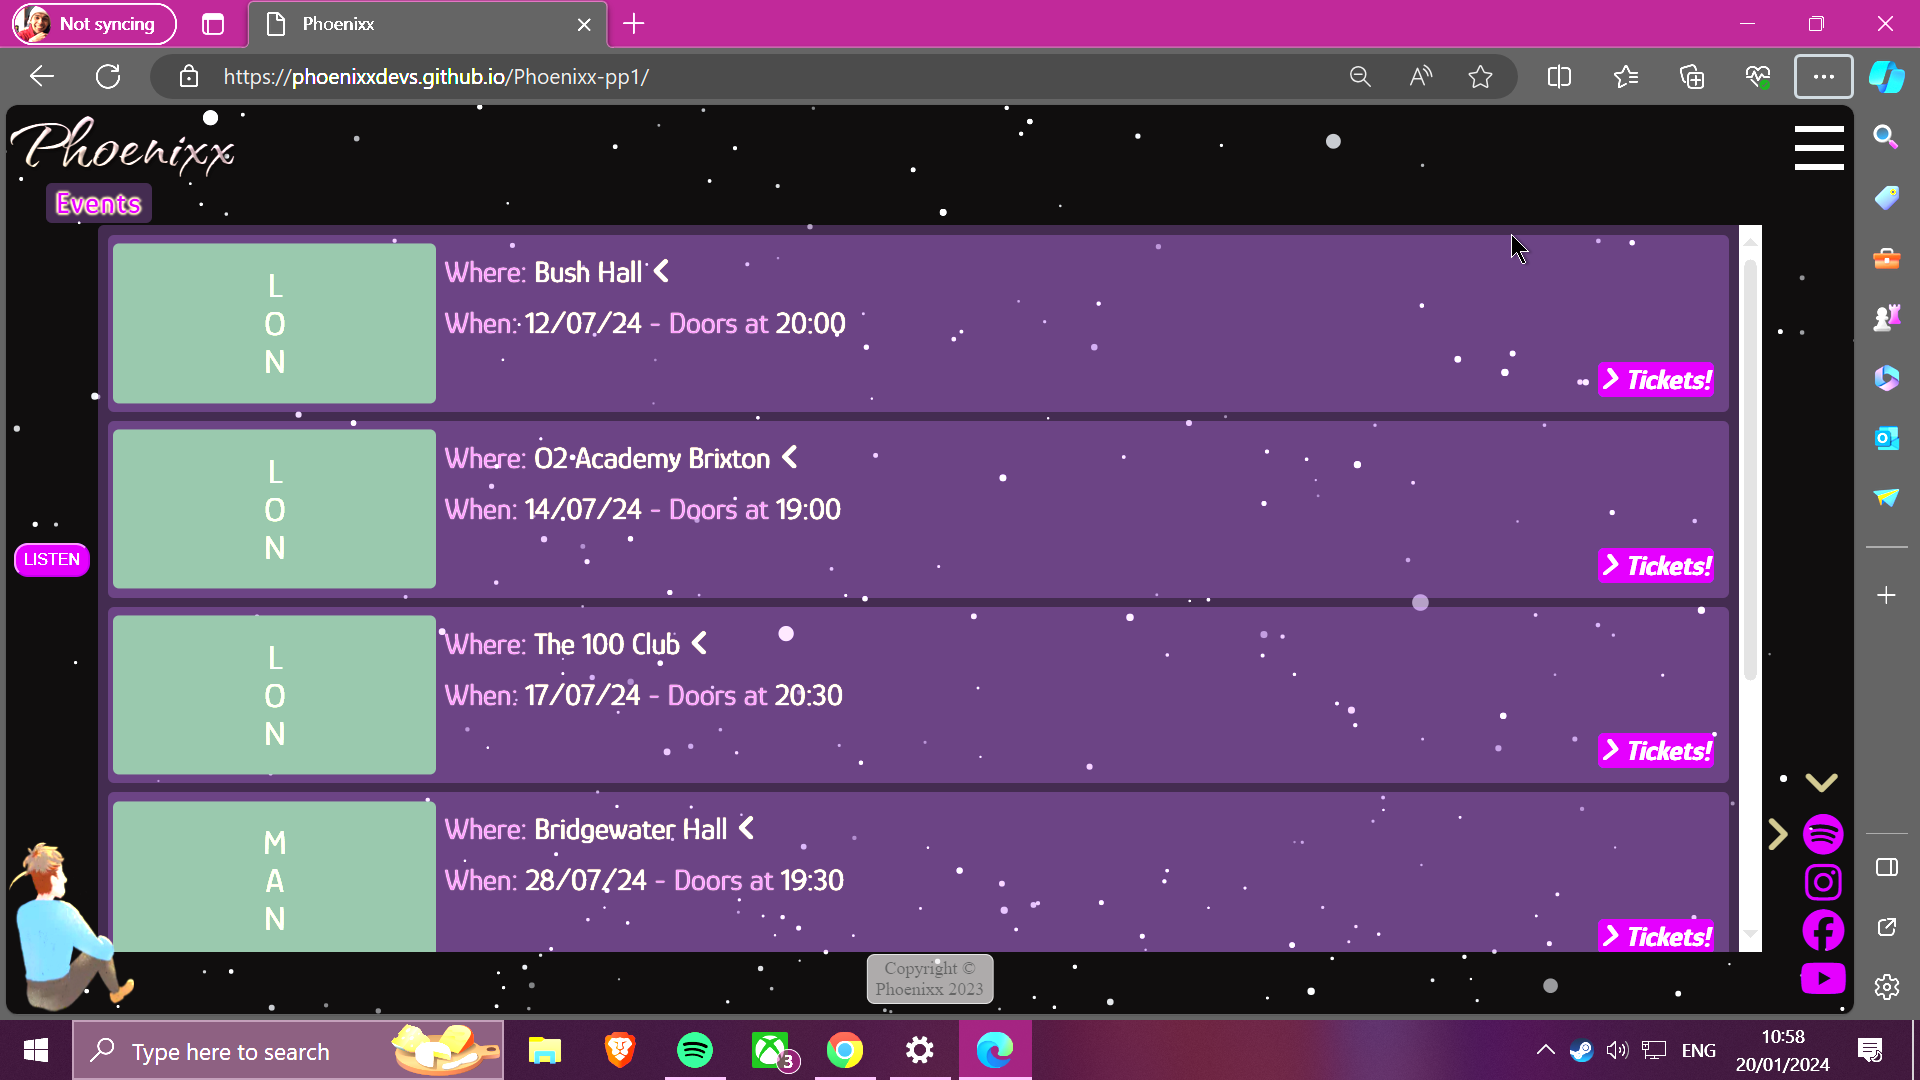 Not syncing
Phoenixx
https://phoenixxdevs.github.io/Phoenixx-pp1/
Phoenixx
Events
L
O
N
Where: Bush Hall
When: 12/07/24 - Doors at 20:00
Tickets!
L
O
N
Where: O2 Academy Brixton
When: 14/07/24 - Doors at 19:00
Tickets!
LISTEN
L
O
N
Where: The 100 Club
When: 17/07/24 - Doors at 20:30
Tickets!
M
A
N
Where: Bridgewater Hall
When: 28/07/24 - Doors at 19:30
Tickets!
Copyright ©
Phoenixx 2023
Type here to search
3
ENG
10:58
20/01/2024